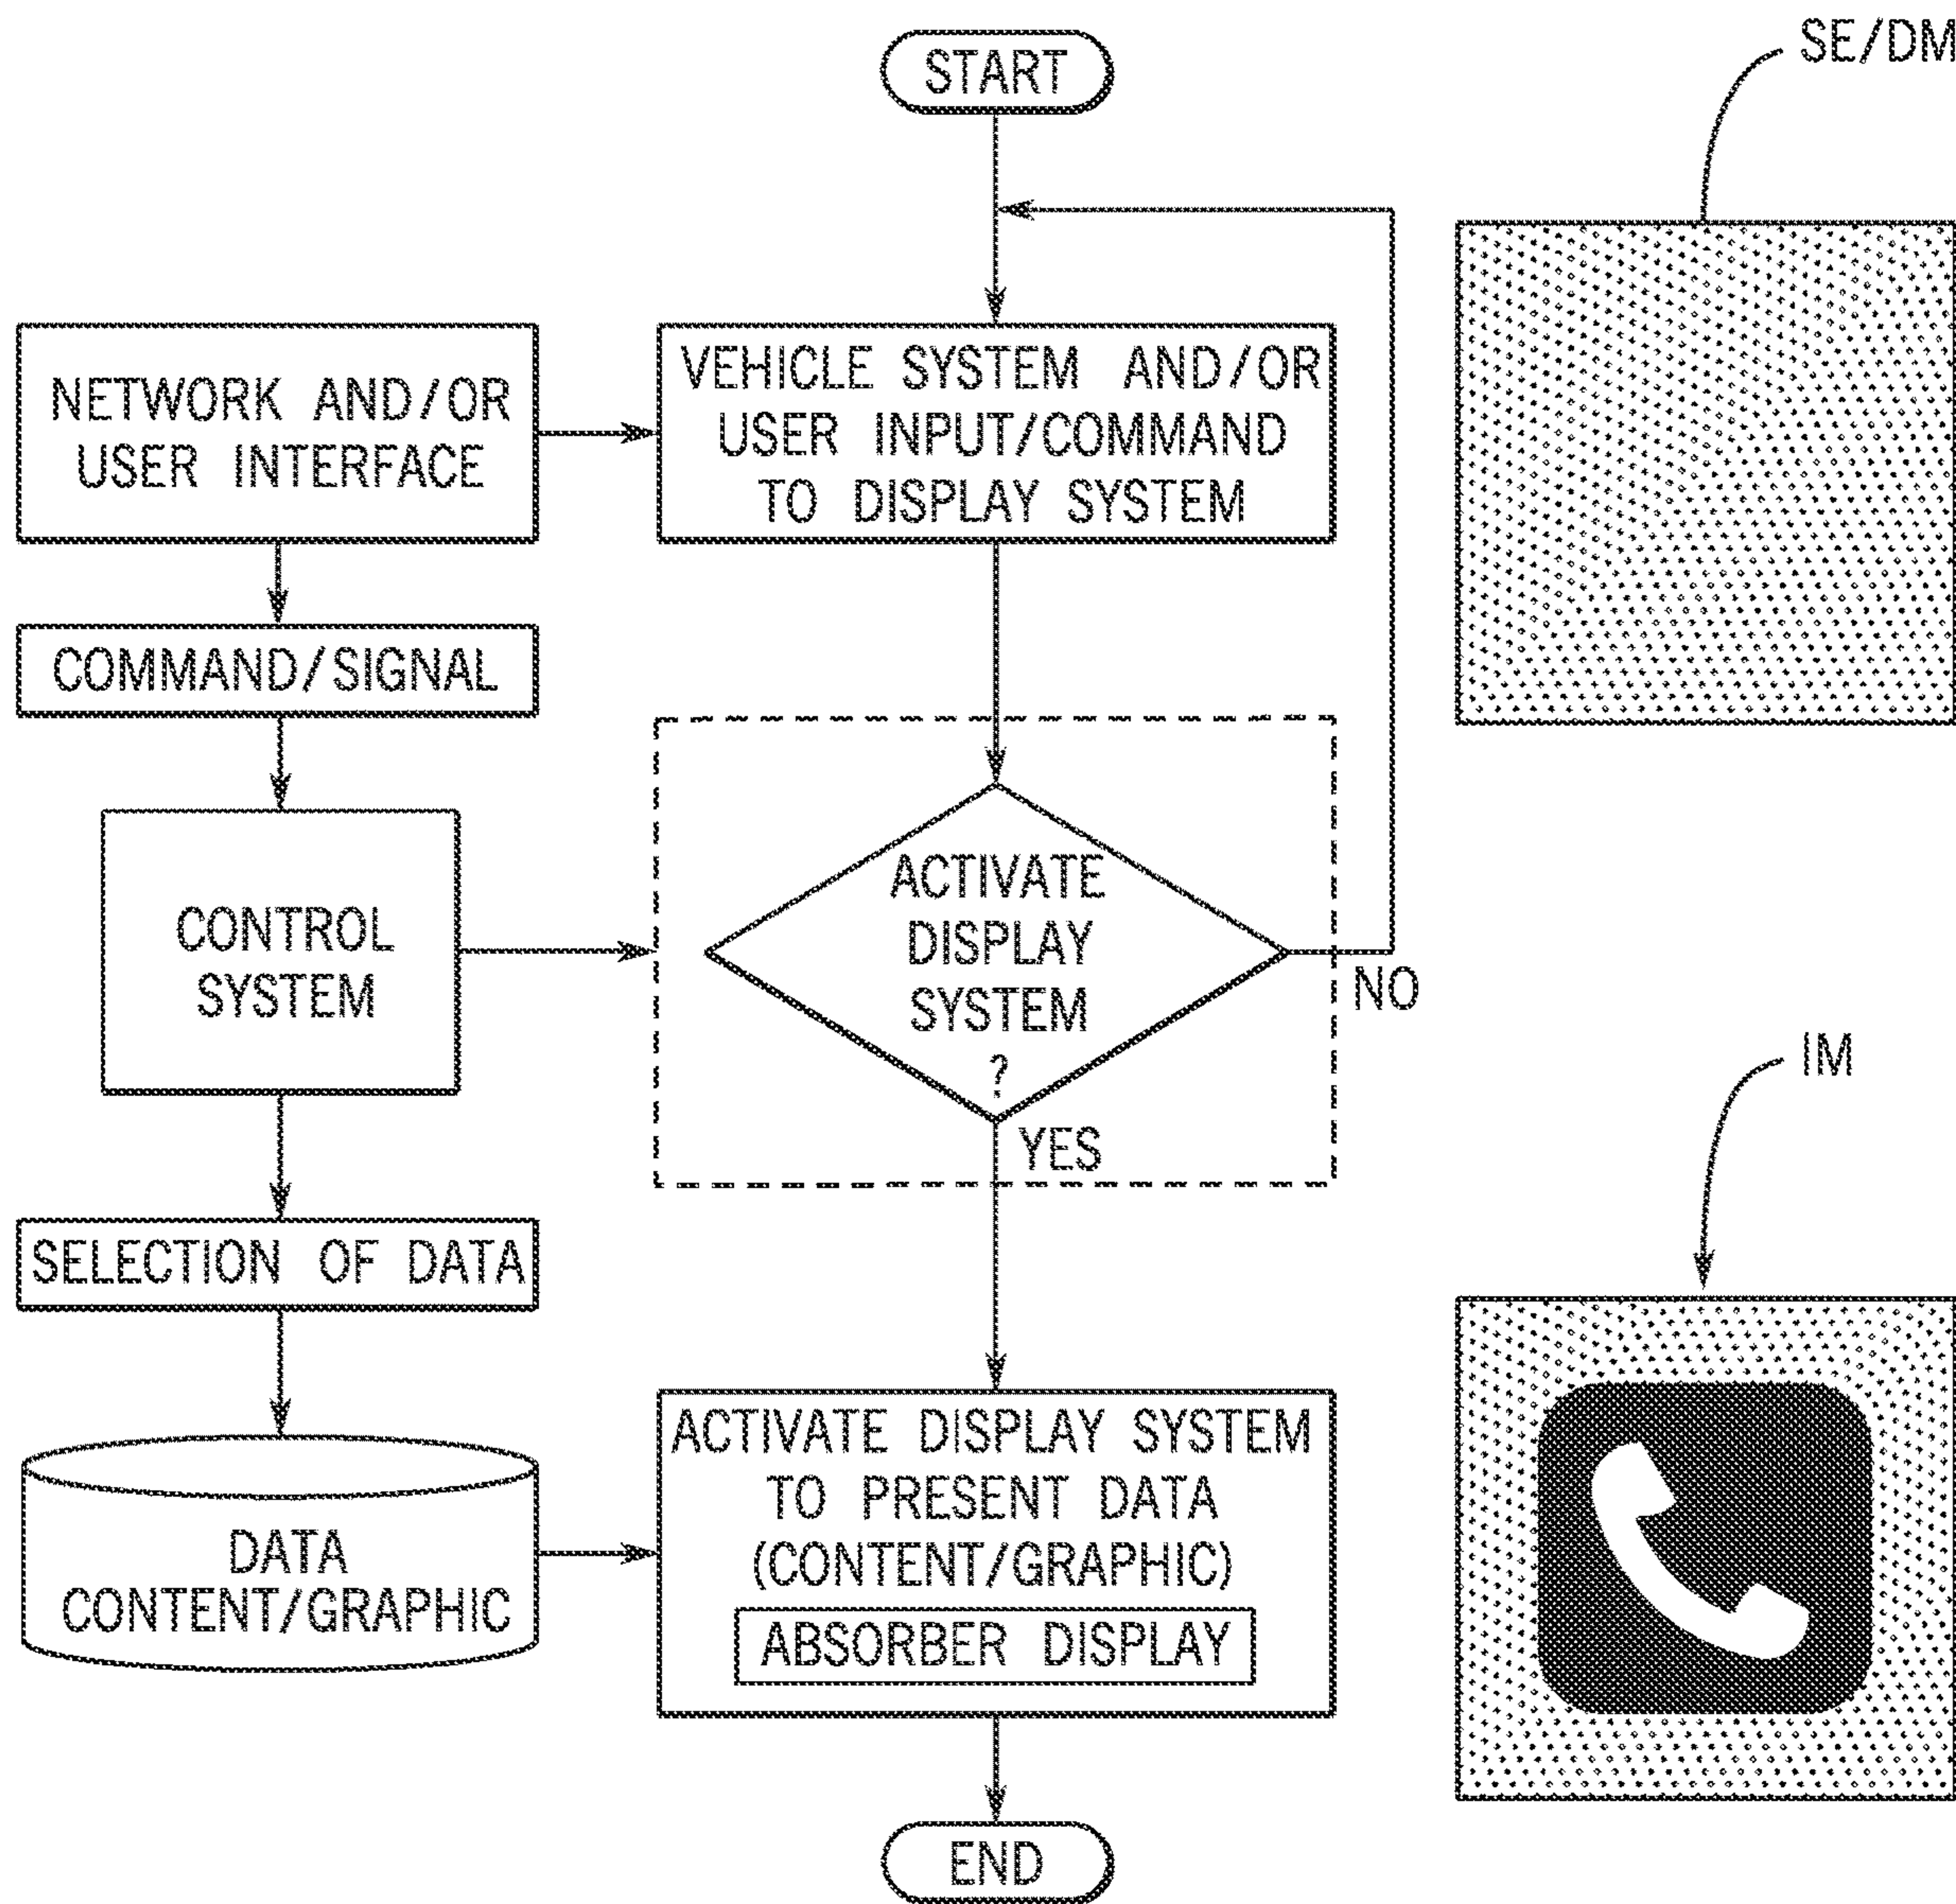 START
SE/DM
NETWORK AND/OR
USER INTERFACE
VEHICLE SYSTEM AND/OR
USER INPUT/COMMAND
TO DISPLAY SYSTEM
COMMAND/SIGNAL
CONTROL
SYSTEM
ACTIVATE
DISPLAY
SYSTEM
?
NO
YES
IM
SELECTION OF DATA
DATA
CONTENT/GRAPHIC
ACTIVATE DISPLAY SYSTEM
TO PRESENT DATA
(CONTENT/GRAPHIC)
ABSORBER DISPLAY
END